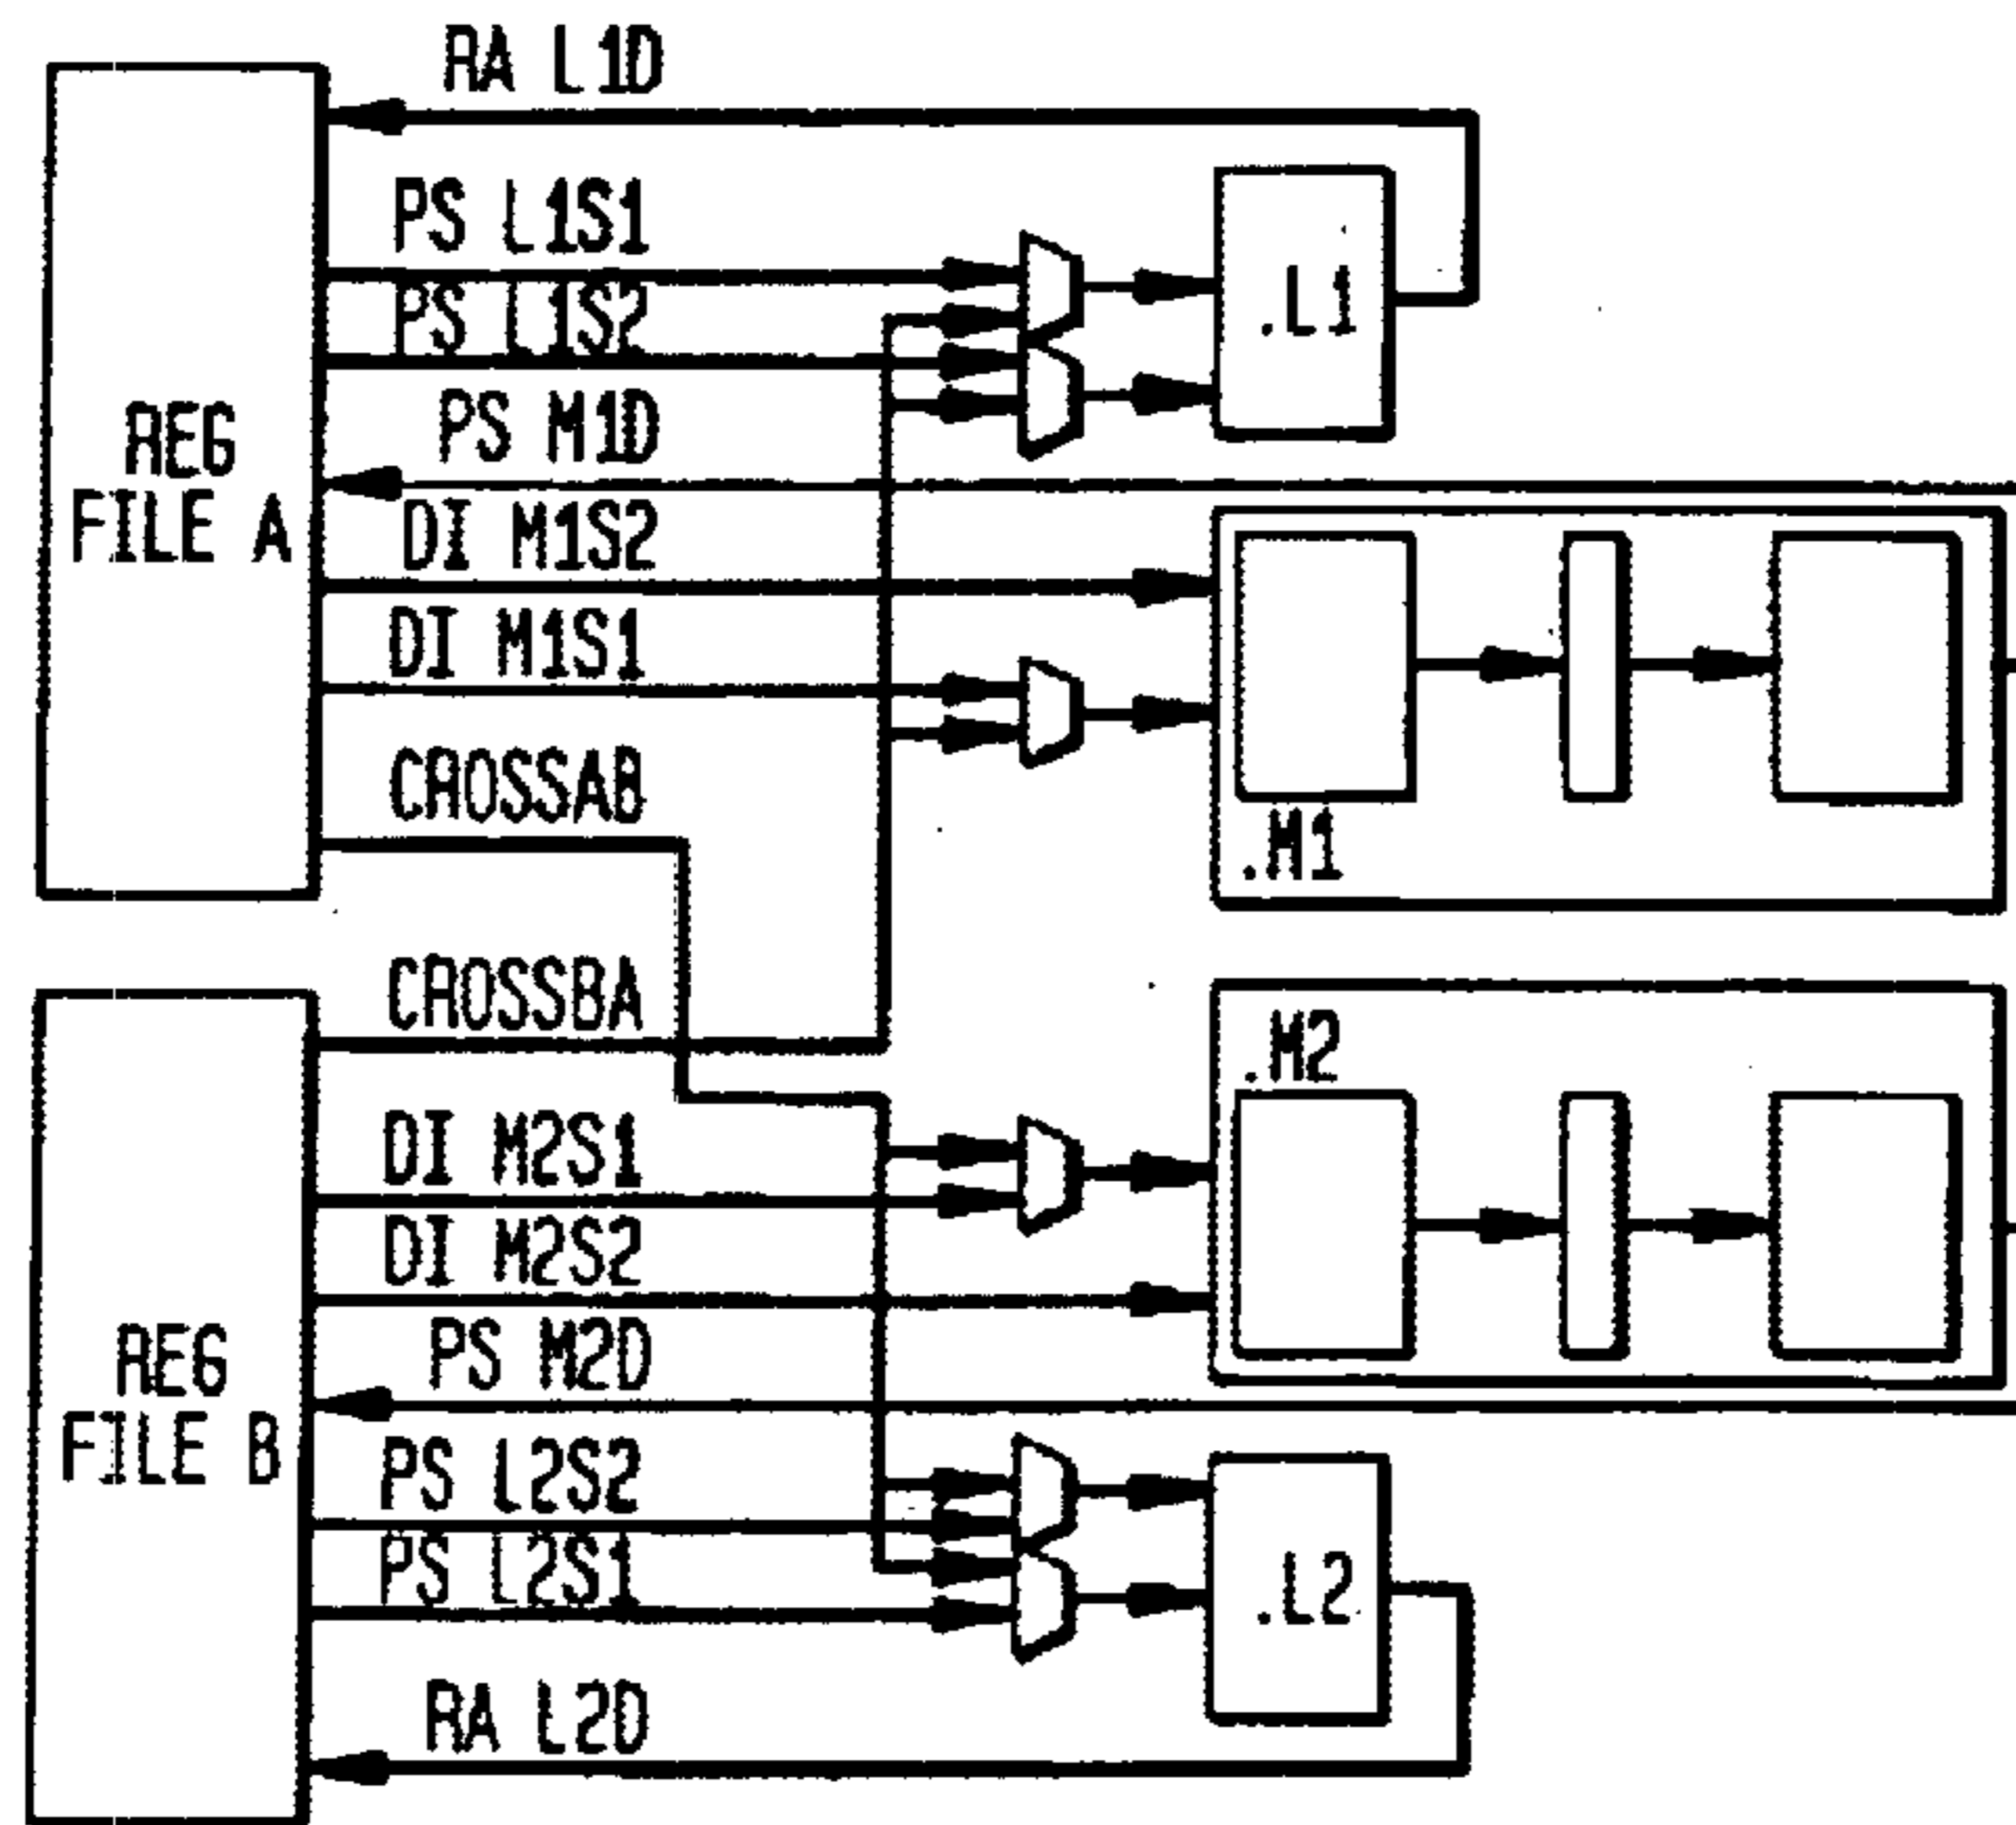 RA L1D
PS L1S1
.L1
PS L1S2
PS M1D
REG
FILE A
DI M1S2
DI M1S1
CROSSAB
.M1
CROSSBA
.M2
DI M2S1
DI M2S2
PS M2D
REG
FILE B
PS L2S2
PS L2S1
.L2
RA L2D